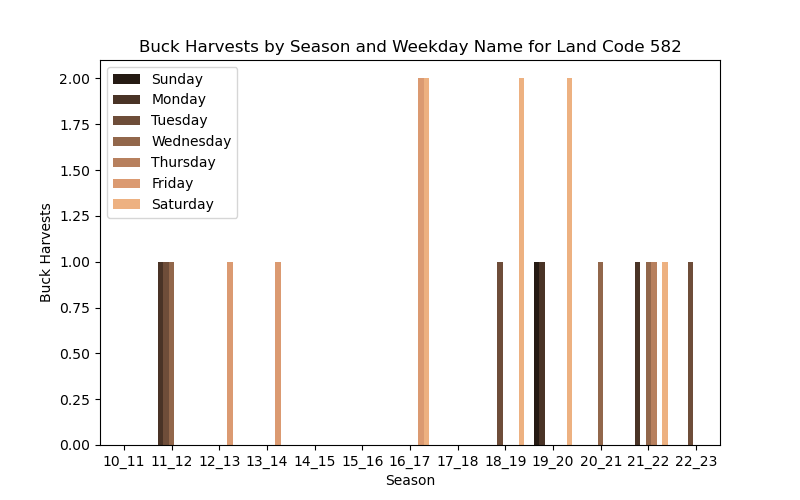 Buck Harvests by Season and Weekday Name for Land Code 582
2.00
1.75
1.50
1.25
1.00
0.75
0.50
0.25
0.00
Buck Harvests
Sunday
Monday
Tuesday
Wednesday
Thursday
Friday
Saturday
10_11 11_12 12_13 13_14 14_15 15_16 16_17 17_18 18_19 19_20 20_21 21_22 22_23
Season